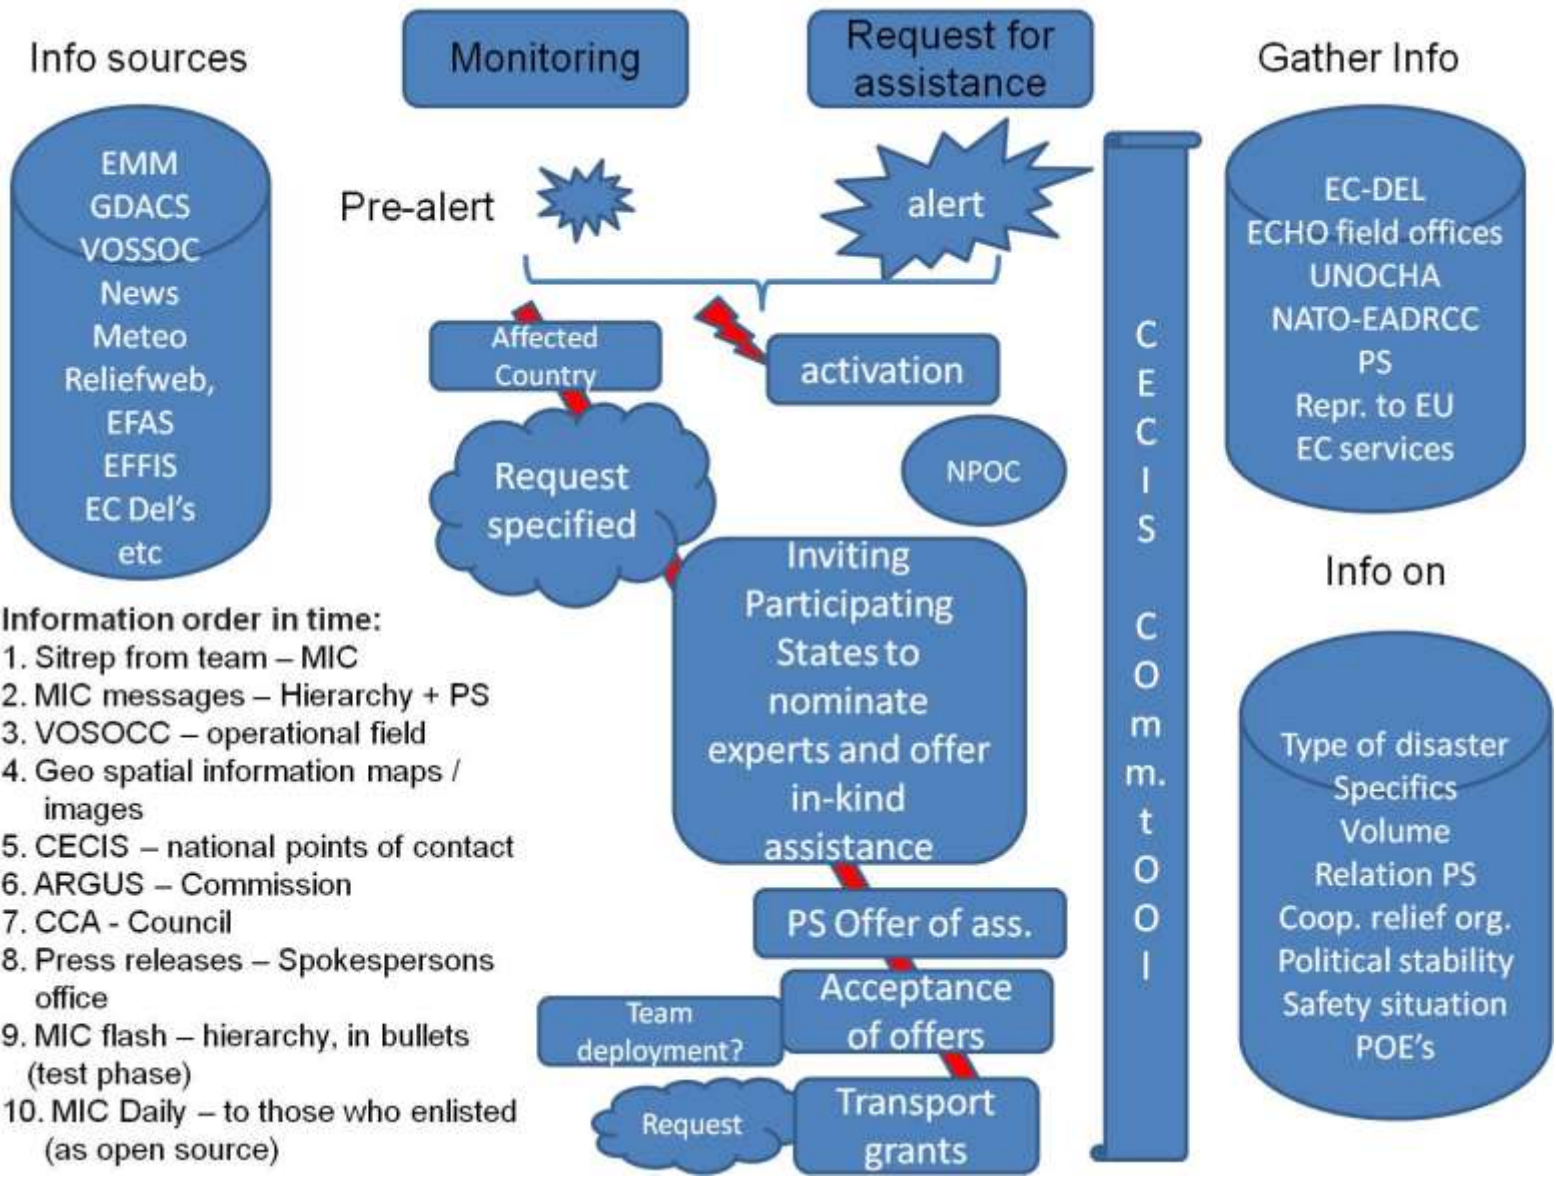 Info sources
EMM
GDACS
VOSSOC
News
Meteo
Reliefweb,
EFAS
EFFIS
EC Del's
etc
Information order in time:
1. Sitrep from team – MIC
2. MIC messages – Hierarchy + PS
3. VOSOCC – operational field
4. Geo spatial information maps /
images
5. CECIS – national points of contact
6. ARGUS – Commission
7. CCA - Council
8. Press releases – Spokespersons
office
9. MIC flash – hierarchy, in bullets
(test phase)
10. MIC Daily – to those who enlisted
(as open source)
Monitoring
Request for
assistance
Pre-alert
alert
Affected
Country
activation
Request
specified
NPOC
Inviting
Participating
States to
nominate
experts and offer
in-kind
assistance
PS Offer of ass.
Acceptance
of offers
Team
deployment?
Request
Transport
grants
C
E
C
I
S
C
O
m
m.
t
O
O
l
Gather Info
EC-DEL
ECHO field offices
UNOCHA
NATO-EADRCC
PS
Repr. to EU
EC services
Info on
Type of disaster
Specifics
Volume
Relation PS
Coop. relief org.
Political stability
Safety situation
POE's